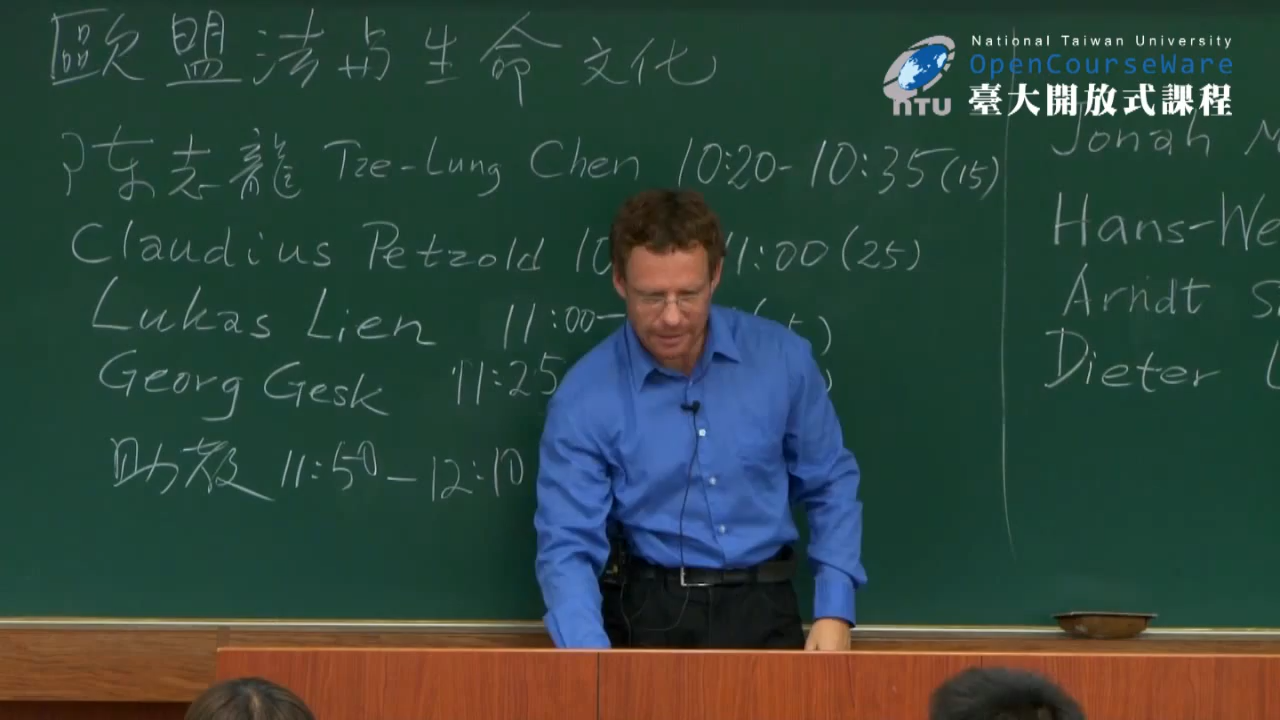 歐盟法与生命文化
陈志龍 Tze-Lung Chen 10:20-10:35(15)
Claudius Petzold 10 11:00(25)
Lukas Lien 11:00-
Georg Gesk 11:25
助教 11:50-12:10
National Taiwan University
OpenCourseWare
NTU 臺大開放式課程
Jonah
Hans-We
Arndt S
Dieter